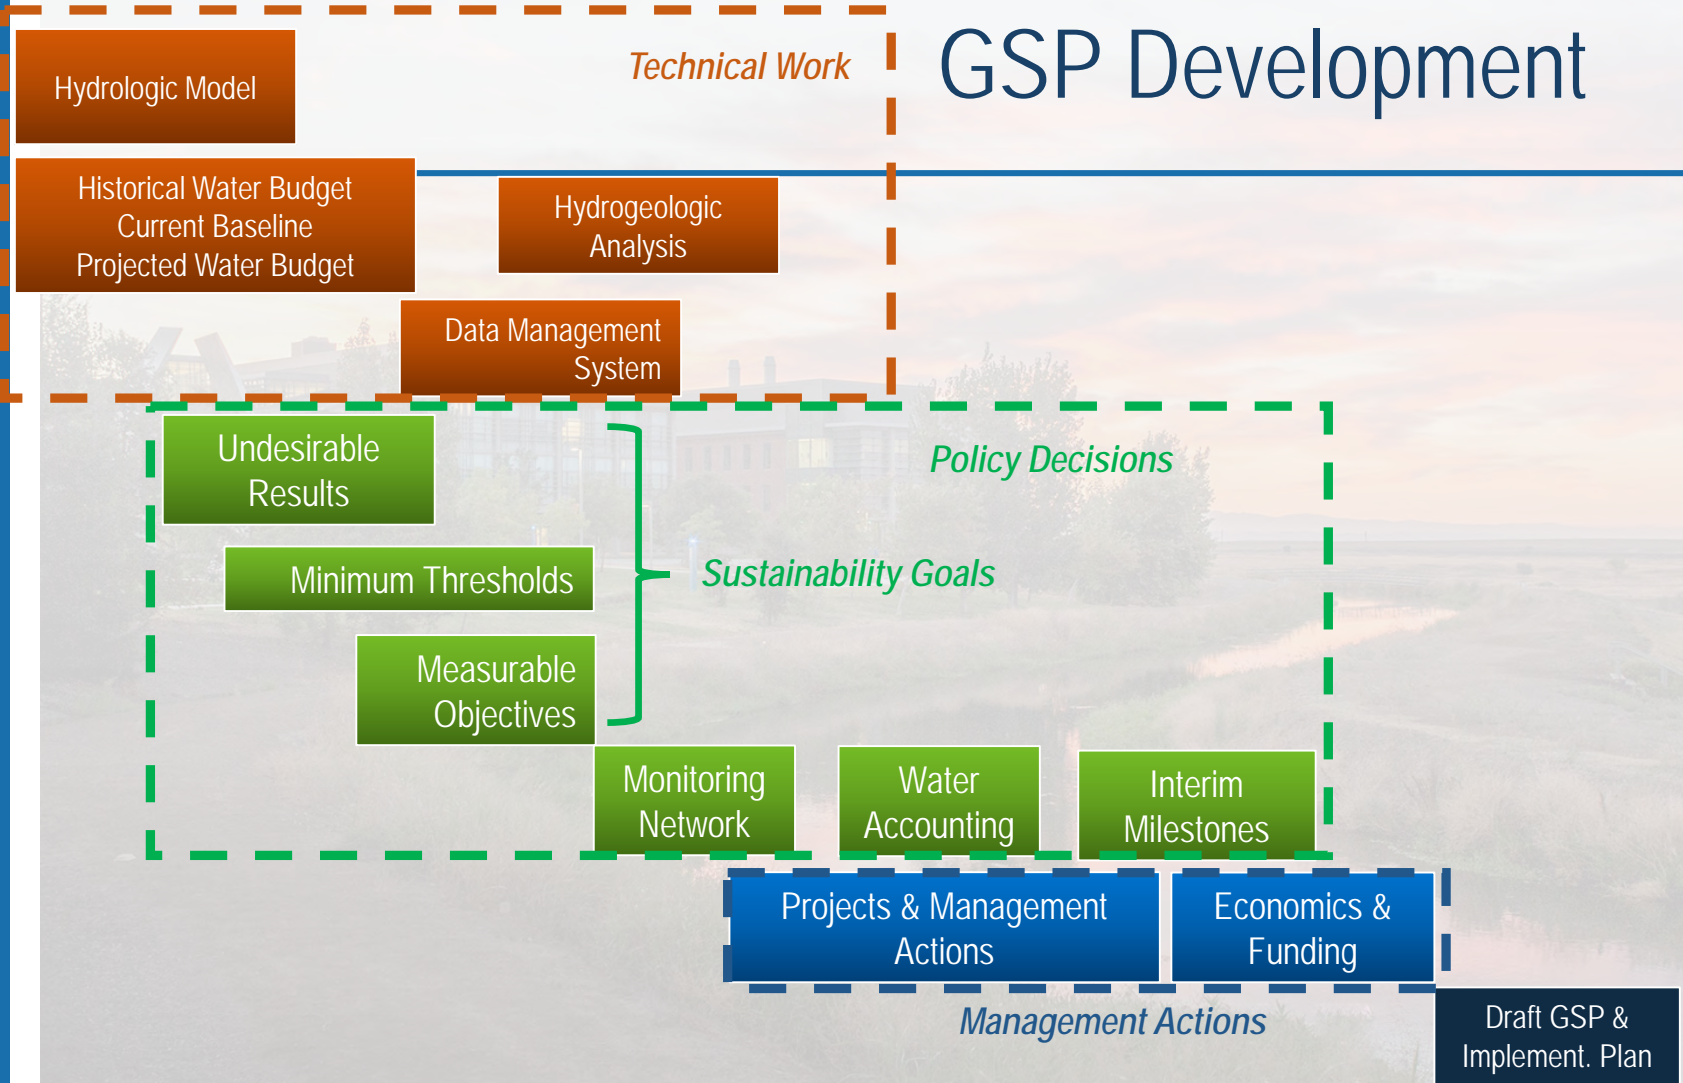 GSP Development
Technical Work
Hydrologic Model
Historical Water Budget
Current Baseline
Projected Water Budget
Hydrogeologic
Analysis
Data Management
System
Policy Decisions
Undesirable
Results
Minimum Thresholds
Sustainability Goals
Measurable
Objectives
Monitoring
Network
Water
Accounting
Interim
Milestones
Projects & Management
Actions
Economics &
Funding
Management Actions
Draft GSP &
Implement. Plan